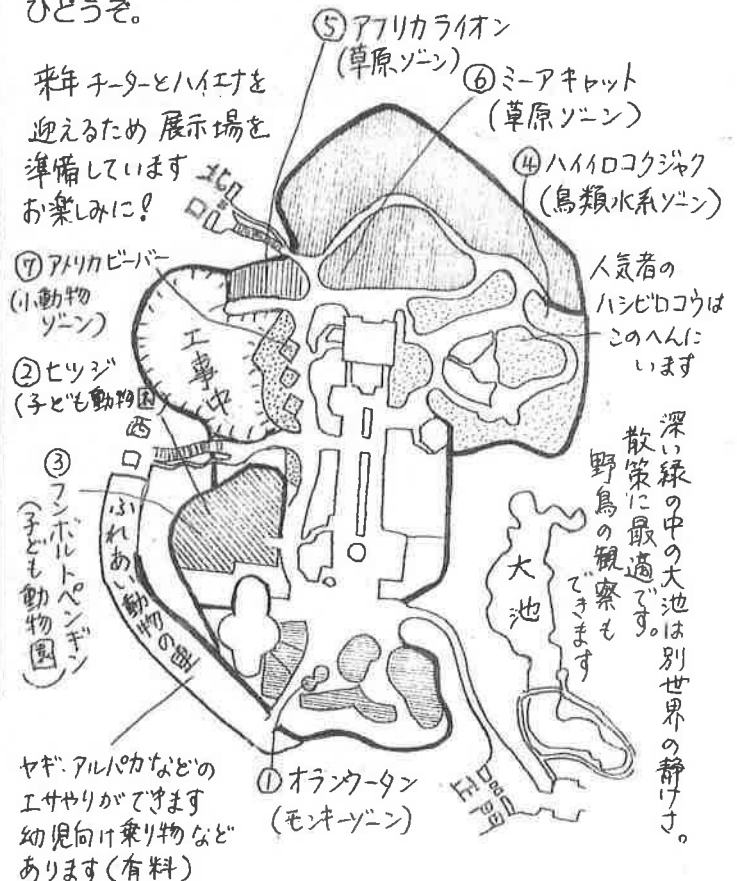 ひどうぞ。
⑤アフリカライオン
(草原ゾーン)
来年チーターとハイエナを
迎えるため展示場を
準備しています
お楽しみに!
⑥ミーアキャット
(草原ゾーン)
北口
④ハイイロコクジャク
(鳥類水系ゾーン)
⑦アメリカビーバー
(小動物
ゾーン)
人気者の
ハシビロコウは
このへんに
います
工事中
②ヒツジ
(子ども動物園)
西口
③フンボルトペンギン
(子ども動物園)
ふれあい動物の里
深い緑の中の大池は別世界の静けさ。
散策に最適です。
野鳥の観察も
できます
大池
ヤギ、アルパカなどの
エサやりができます
幼児向け乗り物など
あります(有料)
①オランウータン
(モンキーゾーン)
正門